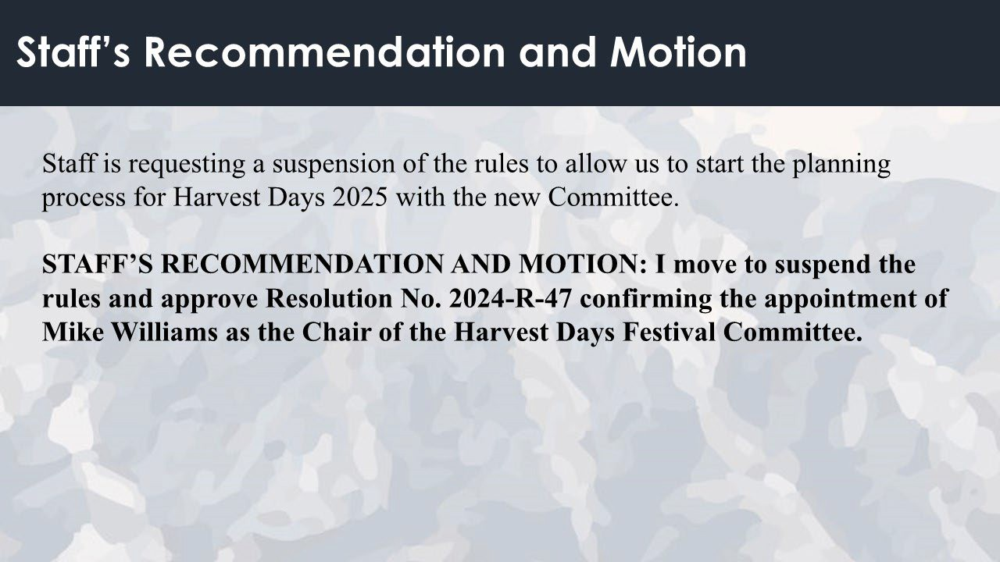 Staff’s Recommendation and Motion
Staff is requesting a suspension of the rules to allow us to start the planning
process for Harvest Days 2025 with the new Committee.
STAFF’S RECOMMENDATION AND MOTION: I move to suspend the
rules and approve Resolution No. 2024-R-47 confirming the appointment of
Mike Williams as the Chair of the Harvest Days Festival Committee.